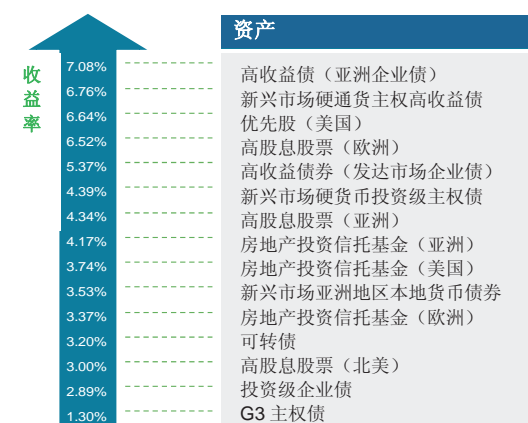 资产
收益率
7.08% 高收益债（亚洲企业债）
6.76% 新兴市场硬通货主权高收益债
6.64% 优先股（美国）
6.52% 高股息股票（欧洲）
5.37% 高收益债券（发达市场企业债）
4.39% 新兴市场硬货币投资级主权债
4.34% 高股息股票（亚洲）
4.17% 房地产投资信托基金（亚洲）
3.74% 房地产投资信托基金（美国）
3.53% 新兴市场亚洲地区本地货币债券
3.37% 房地产投资信托基金（欧洲）
3.20% 可转债
3.00% 高股息股票（北美）
2.89% 投资级企业债
1.30% G3 主权债